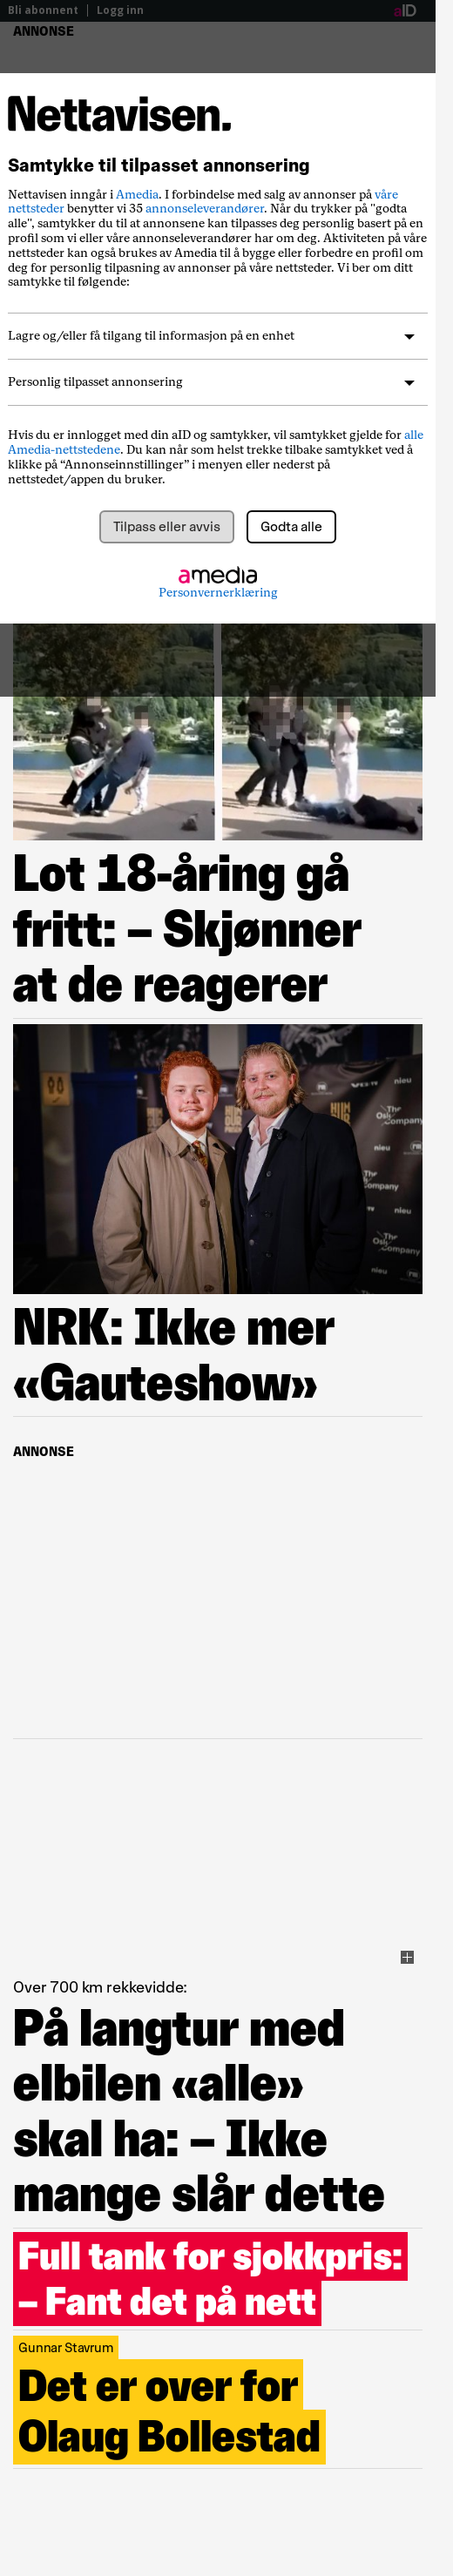 Bli abonnent
Logg inn
aID
ANNONSE
Nettavisen.
Samtykke til tilpasset annonsering
Nettavisen inngår i Amedia. I forbindelse med salg av annonser på våre
nettsteder benytter vi 35 annonseleverandører. Når du trykker på "godta
alle", samtykker du til at annonsene kan tilpasses deg personlig basert på en
profil som vi eller våre annonseleverandører har om deg. Aktiviteten på våre
nettsteder kan også brukes av Amedia til å bygge eller forbedre en profil om
deg for personlig tilpasning av annonser på våre nettsteder. Vi ber om ditt
samtykke til følgende:
Lagre og/eller få tilgang til informasjon på en enhet
Personlig tilpasset annonsering
Hvis du er innlogget med din aID og samtykker, vil samtykket gjelde for alle
Amedia-nettstedene. Du kan når som helst trekke tilbake samtykket ved å
klikke på “Annonseinnstillinger” i menyen eller nederst på
nettstedet/appen du bruker.
Tilpass eller avvis
Godta alle
amedia
Personvernerklæring
Lot 18-åring gå
fritt: – Skjønner
at de reagerer
nieu
The
Company
NRK: Ikke mer
«Gauteshow»
ANNONSE
Over 700 km rekkevidde:
På langtur med
elbilen «alle»
skal ha: – Ikke
mange slår dette
Full tank for sjokkpris:
– Fant det på nett
Gunnar Stavrum
Det er over for
Olaug Bollestad